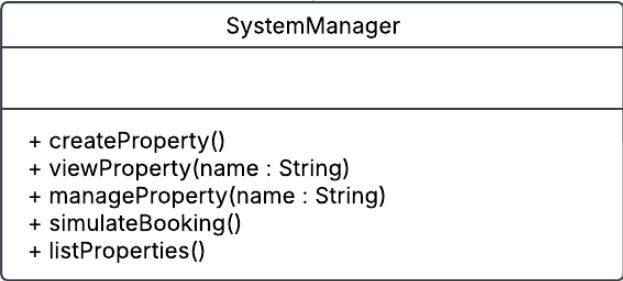 SystemManager
+ createProperty()
+ viewProperty(name : String)
+ manageProperty(name : String)
+ simulateBooking()
+ listProperties()